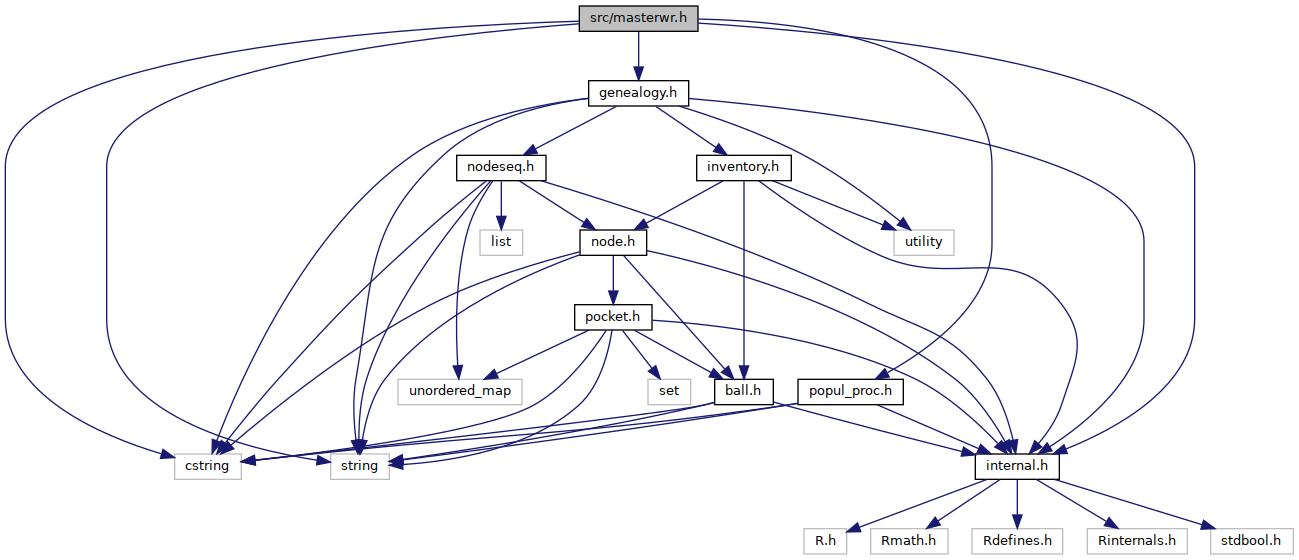 src/masterwr.h
genealogy.h
nodeseq.h
inventory.h
list
node.h
utility
pocket.h
unordered_map
set
ball.h
popul_proc.h
cstring
string
internal.h
R.h
Rmath.h
Rdefines.h
Rinternals.h
stdbool.h